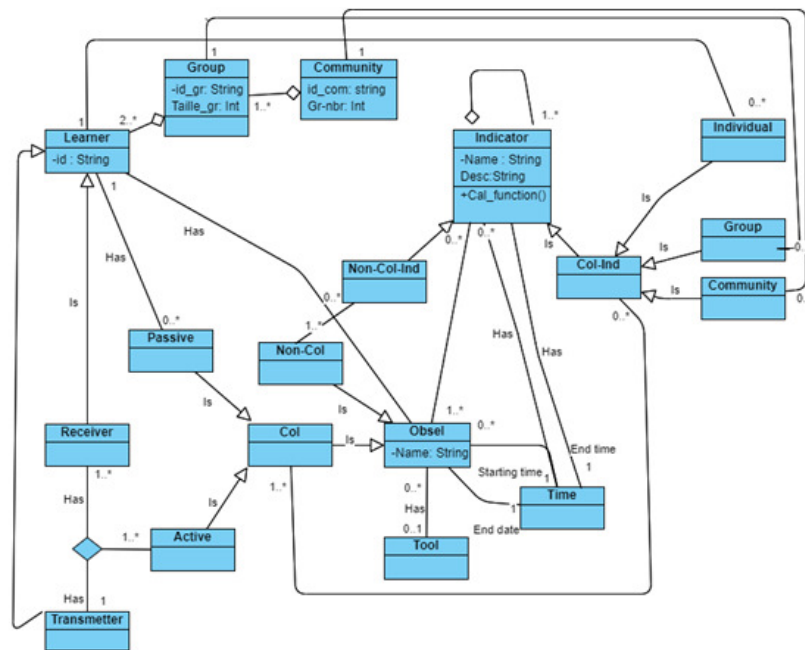 1
1
Group
-id_gr: String
Taille_gr: Int
Community
id_com: string
Gr-nbr: Int
1..*
2..*
1
Learner
-id : String
1
1..*
Indicator
-Name : String
Desc:String
+Cal_function()
0..*
Individual
Has
Has
0..*
0..*
Is
Is
Group
0..
Non-Col-Ind
Col-Ind
Is
Is
Community
0.
0..*
0..*
Is
1..*
Has
0..*
Passive
Non-Col
Has
Is
Is
1..*
Receiver
Col
Is
Obsel
-Name: String
0..*
End time
1..*
1..*
Starting time
1
1
0..*
Has
Is
Has
1
Time
End date
1..*
Active
0..1
Tool
Has
1
Transmetter